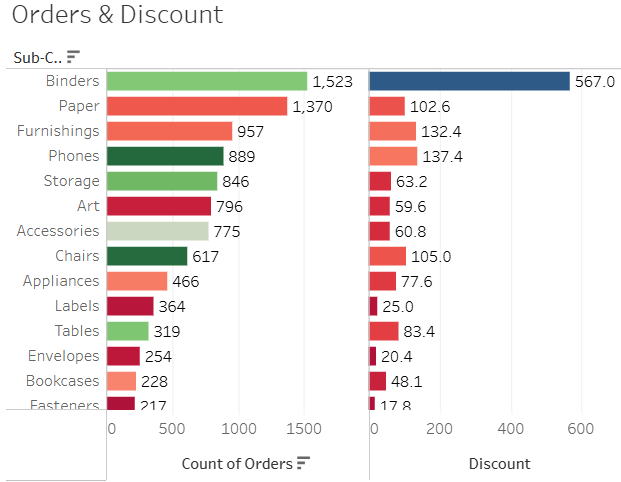 Orders & Discount
Sub-C..
Binders 1,523 567.0
Paper 1,370 102.6
Furnishings 957 132.4
Phones 889 137.4
Storage 846 63.2
Art 796 59.6
Accessories 775 60.8
Chairs 617 105.0
Appliances 466 77.6
Labels 364 25.0
Tables 319 83.4
Envelopes 254 20.4
Bookcases 228 48.1
Fasteners 217 17.8
0 500 1000 1500 0 200 400 600
Count of Orders Discount